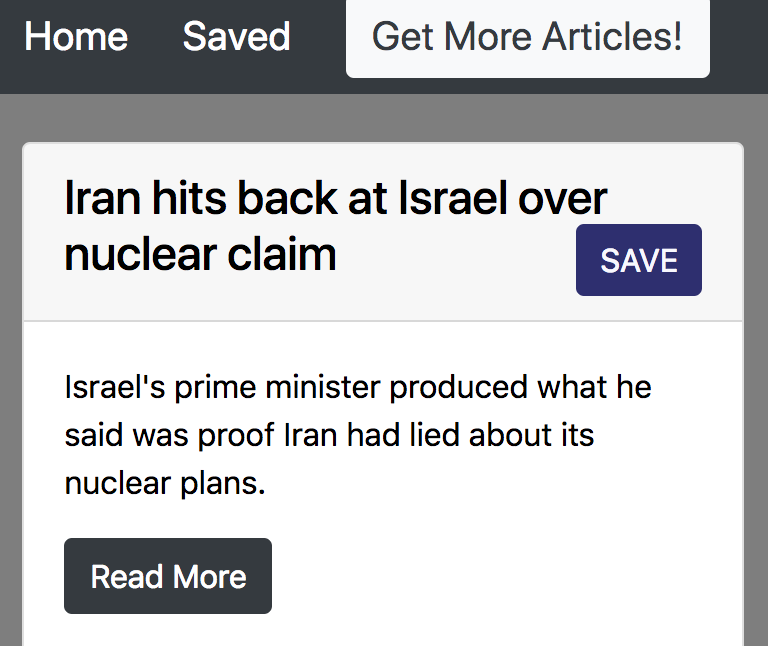 Home Saved Get More Articles!
Iran hits back at Israel over
nuclear claim
SAVE
Israel's prime minister produced what he
said was proof Iran had lied about its
nuclear plans.
Read More